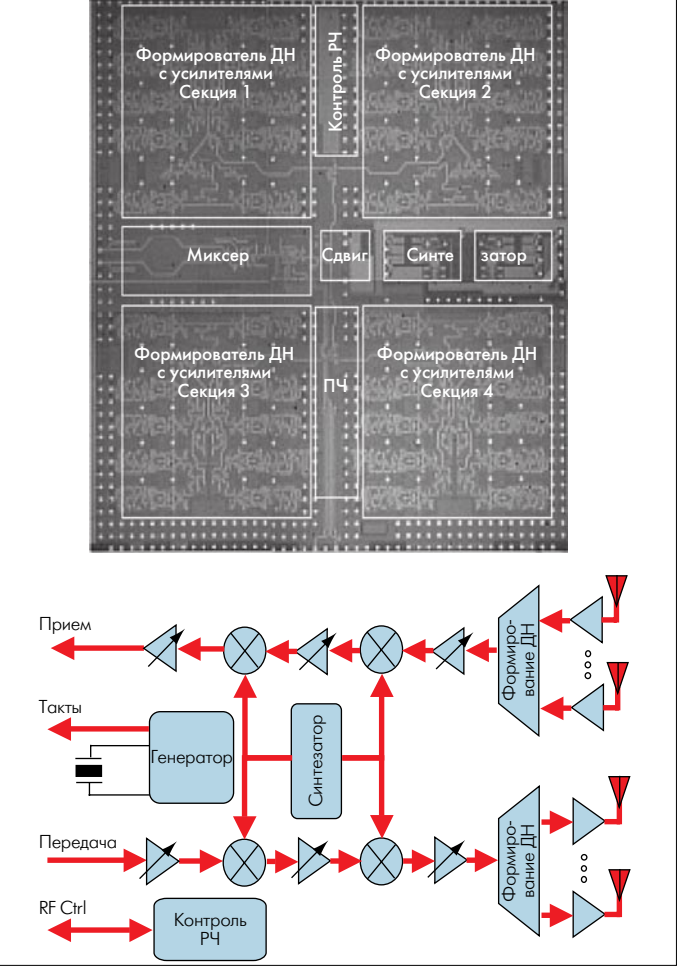 Формирователь ДН
с усилителями
Секция 1
Контроль РЧ
Формирователь ДН
с усилителями
Секция 2
Миксер
Сдвиг
Синте
затор
Формирователь ДН
с усилителями
Секция 3
ПЧ
Формирователь ДН
с усилителями
Секция 4
Прием
Формиро-
вание ДН
Такты
Генератор
Синтезатор
Передача
Формиро-
вание ДН
RF Ctrl
Контроль
РЧ